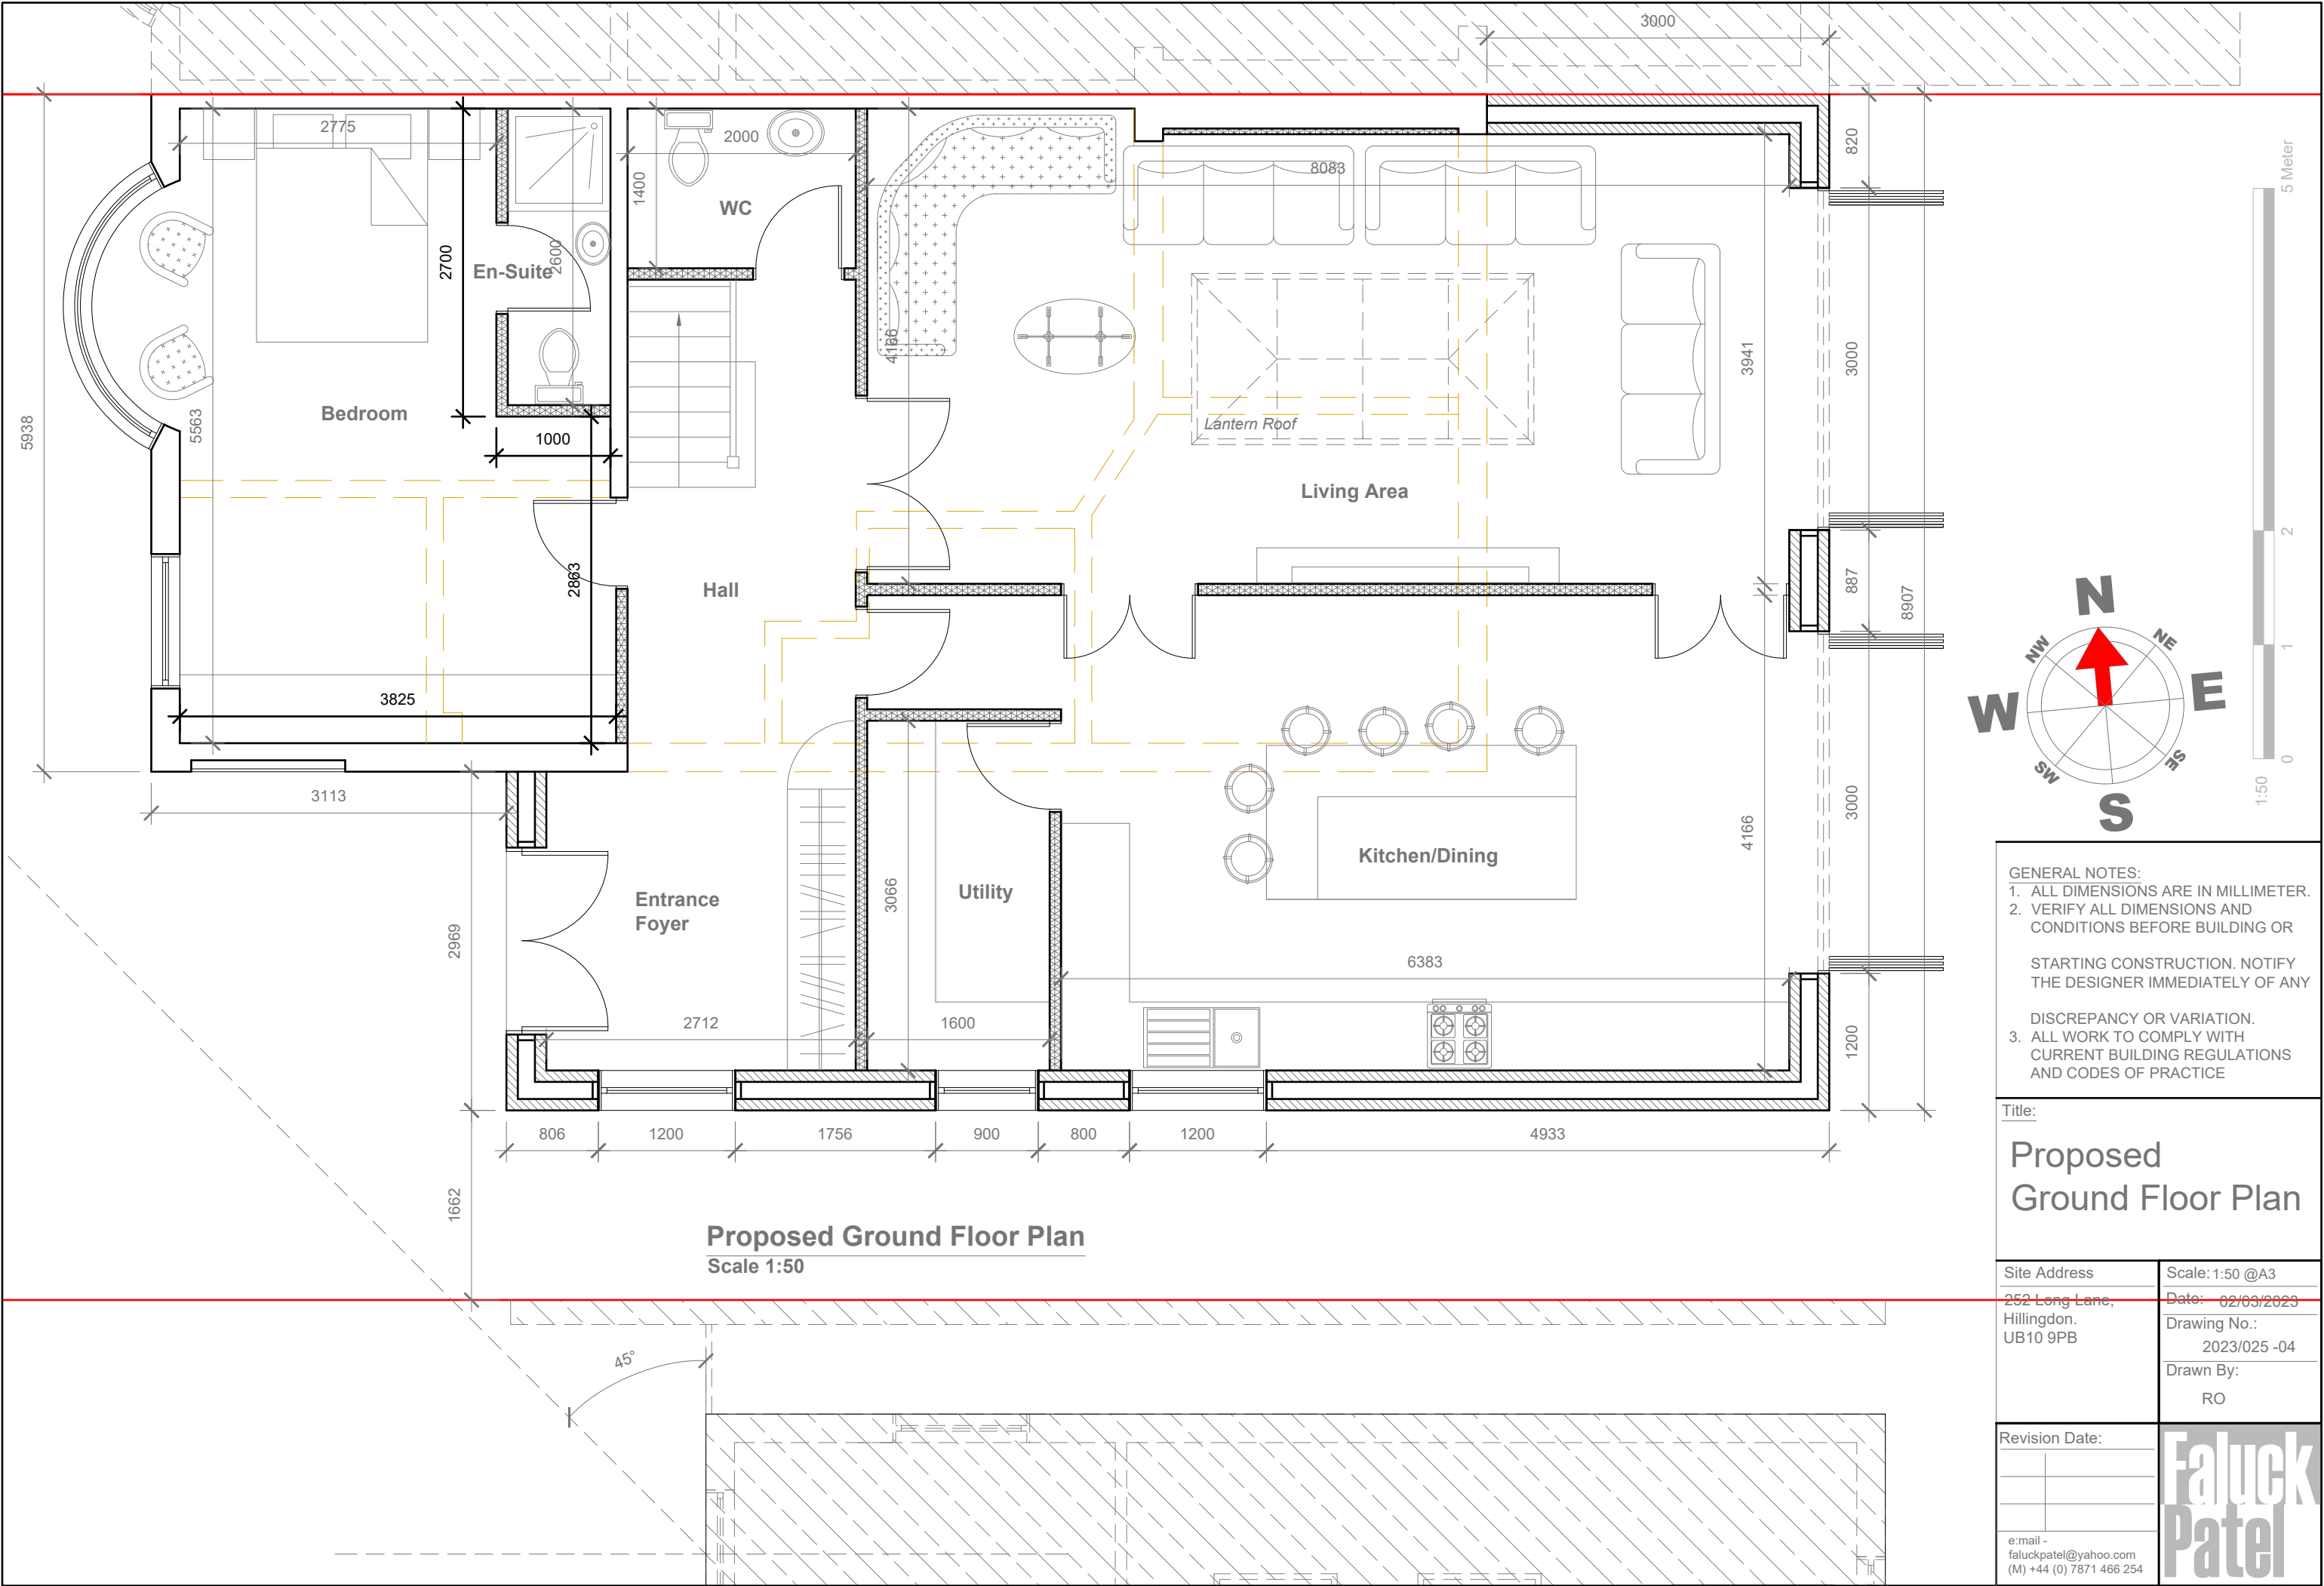 3000
2775
2000
8083
820
5 Meter
1400
WC
2700
En-Suite
2600
4166
3941
3000
5938
5563
Bedroom
1000
Lantern Roof
Living Area
2
2863
Hall
887
8907
N
NW
NE
W
E
SW
SE
S
1
0
1:50
3825
3113
3000
4166
Kitchen/Dining
Entrance
Foyer
3066
Utility
2969
6383
2712
1600
1200
806
1200
1756
900
800
1200
4933
1662
Proposed Ground Floor Plan
Scale 1:50
45°
GENERAL NOTES:
1. ALL DIMENSIONS ARE IN MILLIMETER.
2. VERIFY ALL DIMENSIONS AND
CONDITIONS BEFORE BUILDING OR
STARTING CONSTRUCTION. NOTIFY
THE DESIGNER IMMEDIATELY OF ANY
DISCREPANCY OR VARIATION.
3. ALL WORK TO COMPLY WITH
CURRENT BUILDING REGULATIONS
AND CODES OF PRACTICE
Title:
Proposed
Ground Floor Plan
Site Address
252 Long Lane,
Hillingdon.
UB10 9PB
Scale: 1:50 @A3
Date: 02/03/2023
Drawing No.:
2023/025 -04
Drawn By:
RO
Revision Date:
e:mail -
faluckpatel@yahoo.com
(M) +44 (0) 7871 466 254
Faluck
Patel